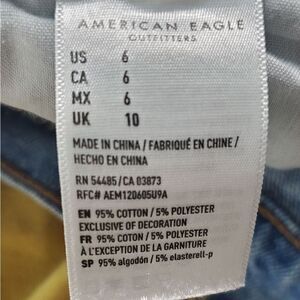 AMERICAN EAGLE
OUTFITTERS
US 6
CA 6
MX 6
UK 10
MADE IN CHINA / FABRIQUÉ EN CHINE /
HECHO EN CHINA
RN 54485/CA 03873
RFC# AEM120605U9A
EN 95% COTTON / 5% POLYESTER
EXCLUSIVE OF DECORATION
FR 95% COTTON / 5% POLYESTER
À L'EXCEPTION DE LA GARNITURE
SP 95% algodón / 5% elasterell-p